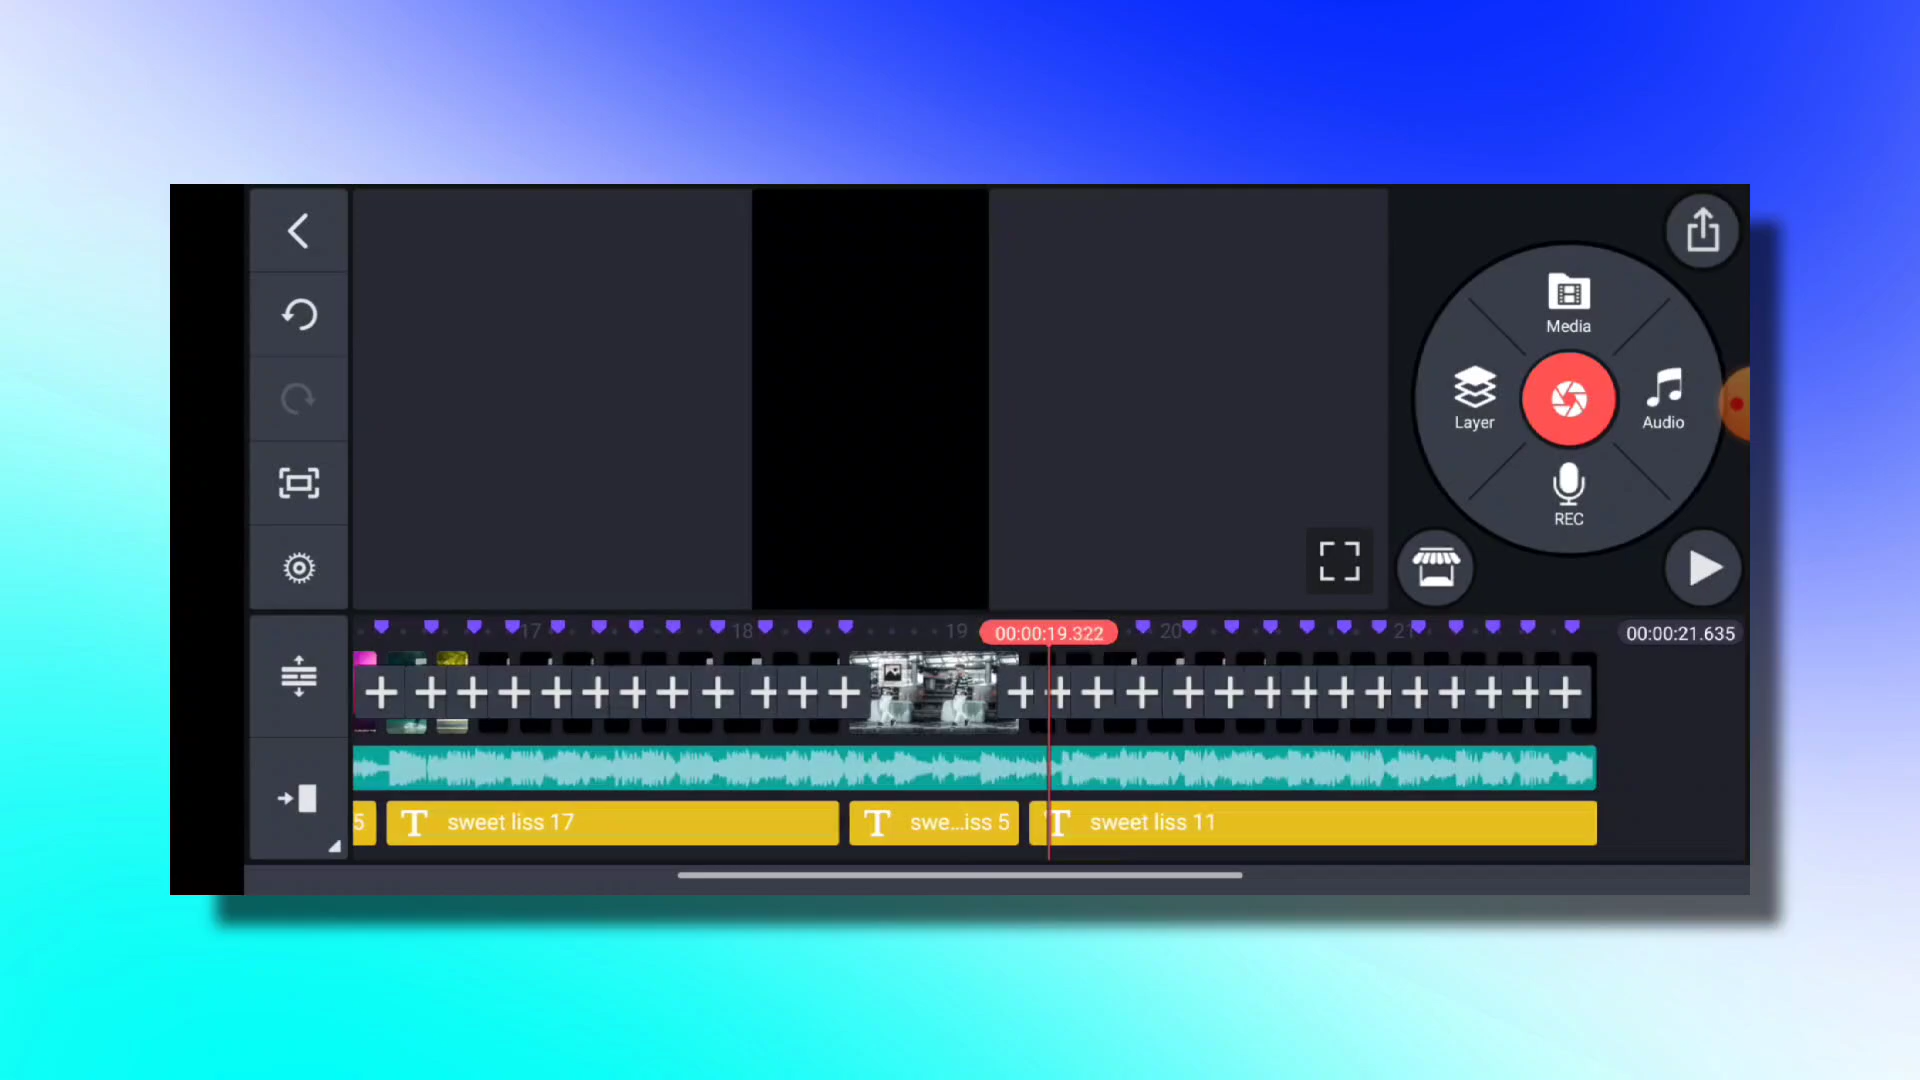 Media
Layer
Audio
REC
17
18
19
00:00:19.322
20
21
00:00:21.635
5
T sweet liss 17
T swe...iss 5
T sweet liss 11